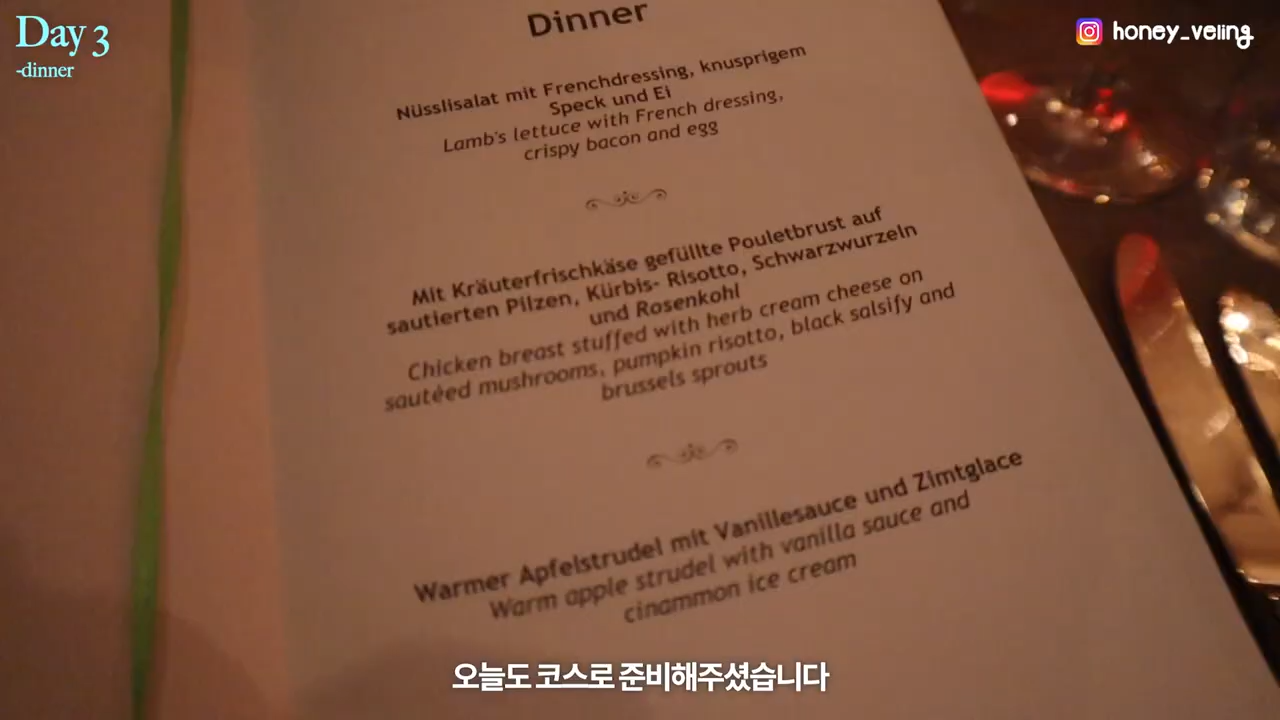 Day 3
-dinner
honey_veling
Dinner
Nüsslisalat mit Frenchdressing, knusprigem
Speck und Ei
Lamb's lettuce with French dressing,
crispy bacon and egg
Mit Kräuterfrischkäse gefüllte Pouletbrust auf
sautierten Pilzen, Kürbis- Risotto, Schwarzwurzeln
und Rosenkohl
Chicken breast stuffed with herb cream cheese on
sautéed mushrooms, pumpkin risotto, black salsify and
brussels sprouts
Warmer Apfelstrudel mit Vanillesauce und Zimtglace
Warm apple strudel with vanilla sauce and
cinammon ice cream
오늘도 코스로 준비해주셨습니다